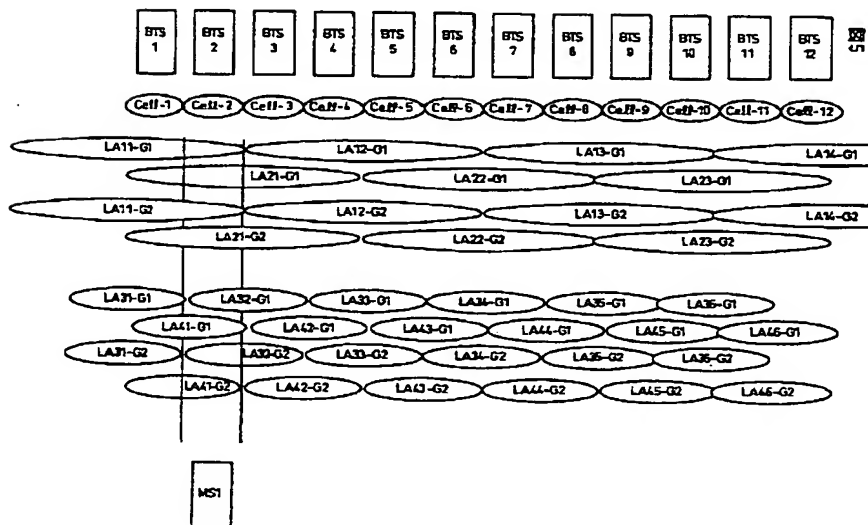 BTS 1 BTS 2 BTS 3 BTS 4 BTS 5 BTS 6 BTS 7 BTS 8 BTS 9 BTS 10 BTS 11 BTS 12
図5
Cell-1 Cell-2 Cell-3 Cell-4 Cell-5 Cell-6 Cell-7 Cell-8 Cell-9 Cell-10 Cell-11 Cell-12
LA11-G1 LA12-G1 LA13-G1 LA14-G1
LA21-G1 LA22-G1 LA23-G1
LA11-G2 LA12-G2 LA13-G2 LA14-G2
LA21-G2 LA22-G2 LA23-G2
LA31-G1 LA32-G1 LA33-G1 LA34-G1 LA35-G1 LA36-G1
LA41-G1 LA42-G1 LA43-G1 LA44-G1 LA45-G1 LA46-G1
LA31-G2 LA32-G2 LA33-G2 LA34-G2 LA35-G2 LA36-G2
LA41-G2 LA42-G2 LA43-G2 LA44-G2 LA45-G2 LA46-G2
MS1